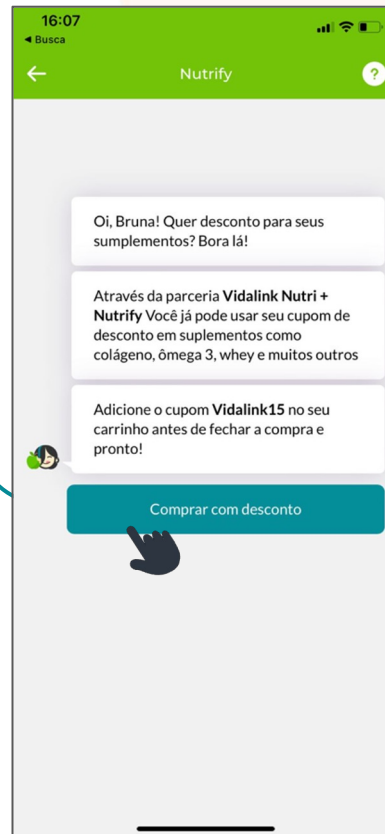 16:07
◀ Busca
Nutrify
?
Oi, Bruna! Quer desconto para seus
sumplementos? Bora lá!
Através da parceria Vidalink Nutri +
Nutrify Você já pode usar seu cupom de
desconto em suplementos como
colágeno, ômega 3, whey e muitos outros
Adicione o cupom Vidalink15 no seu
carrinho antes de fechar a compra e
pronto!
Comprar com desconto